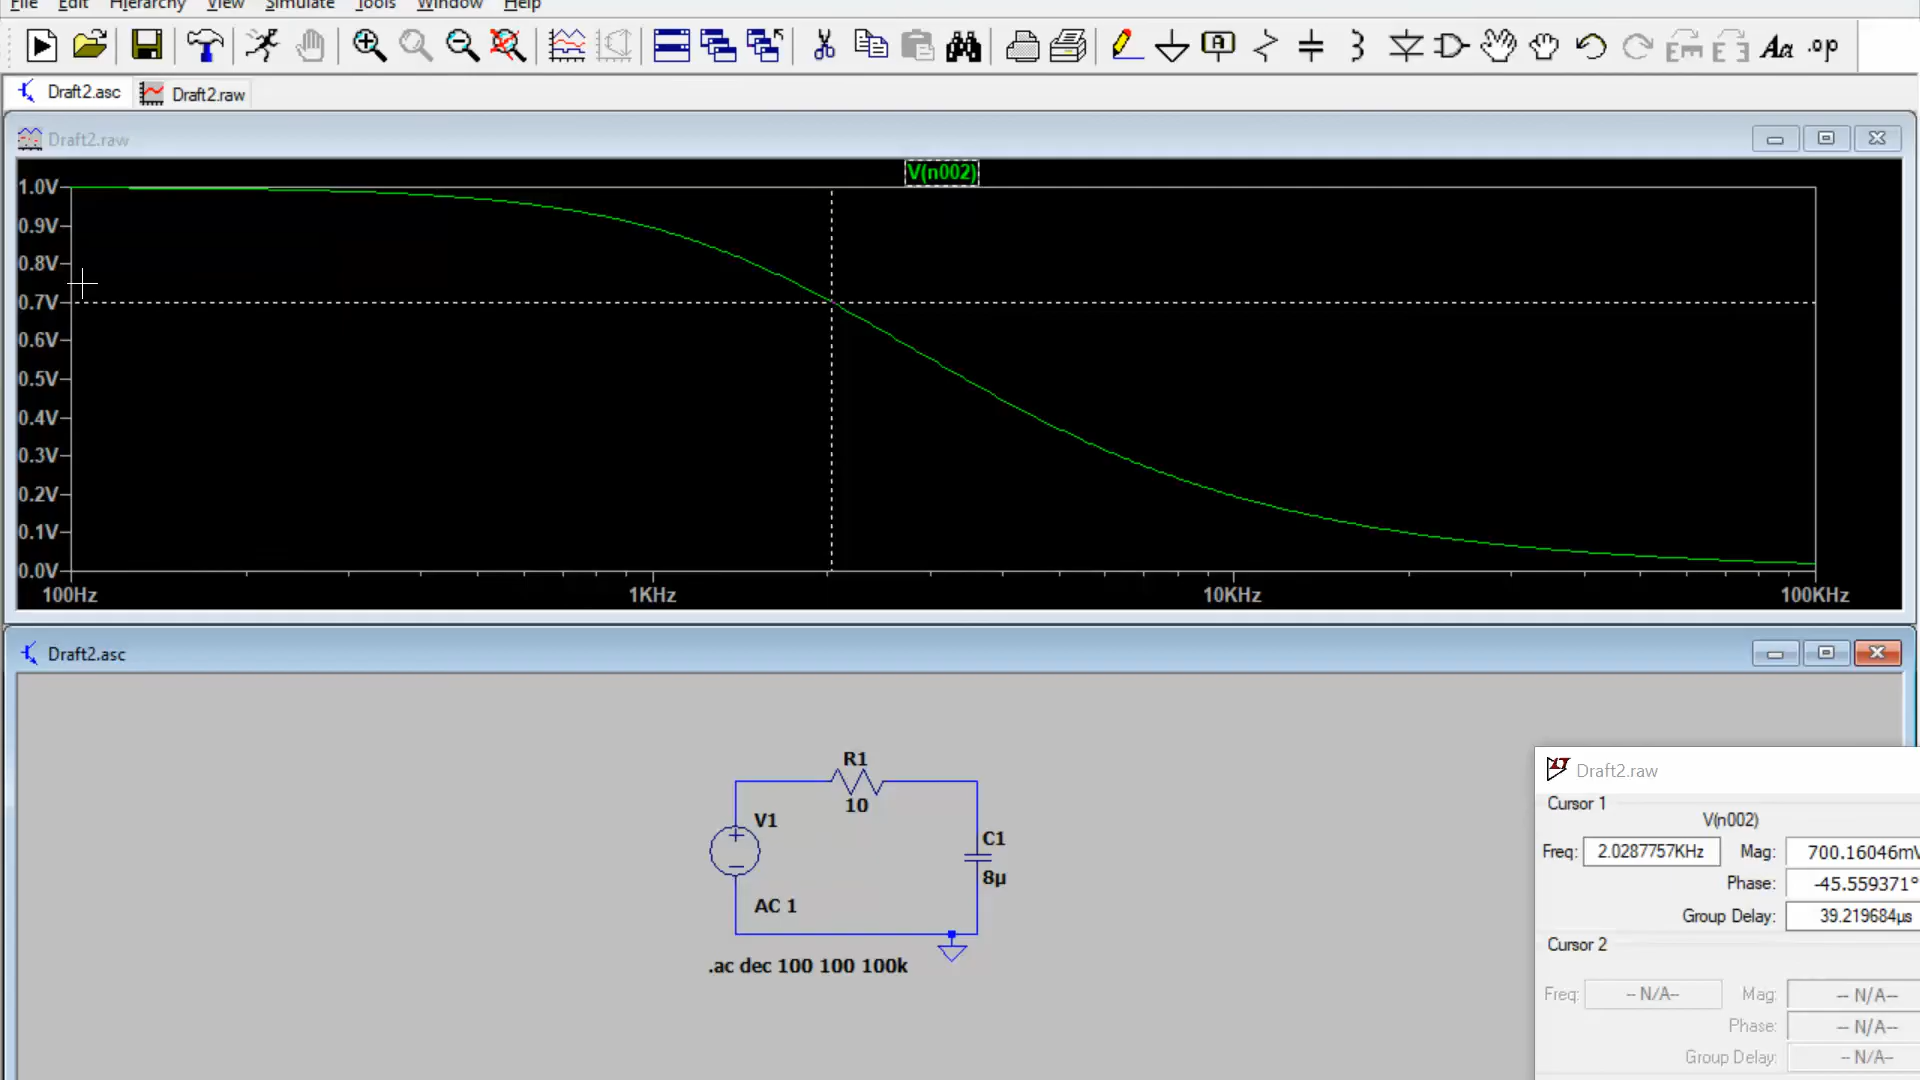 File Edit Hierarchy View Simulate Tools Window Help
A Aa .op
Draft2.asc Draft2.raw
Draft2.raw
V(n002)
1.0V
0.9V
0.8V
0.7V
0.6V
0.5V
0.4V
0.3V
0.2V
0.1V
0.0V
100Hz 1KHz 10KHz 100KHz
Draft2.asc
R1
10
V1
C1
8µ
AC 1
.ac dec 100 100 100k
Draft2.raw
Cursor 1
V(n002)
Freq: 2.0287757KHz Mag: 700.16046mV
Phase: -45.559371°
Group Delay: 39.219684µs
Cursor 2
Freq: -- N/A-- Mag: -- N/A--
Phase: -- N/A--
Group Delay: -- N/A--